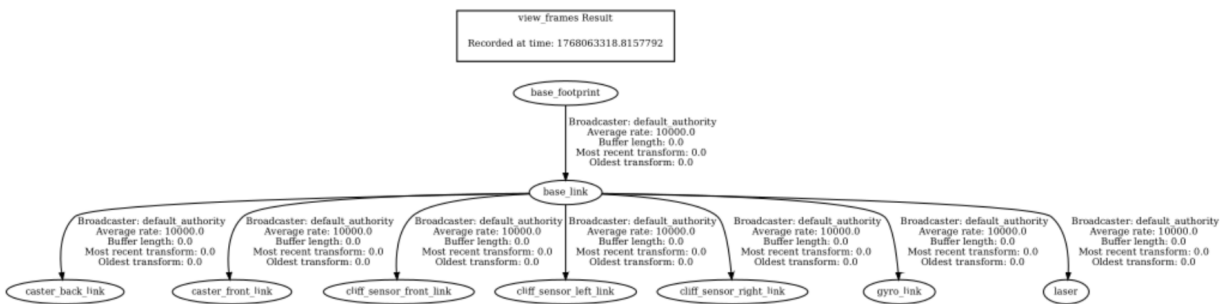 view_frames Result
Recorded at time: 1768063318.8157792
base_footprint
Broadcaster: default_authority
Average rate: 10000.0
Buffer length: 0.0
Most recent transform: 0.0
Oldest transform: 0.0
base_link
Broadcaster: default_authority
Average rate: 10000.0
Buffer length: 0.0
Most recent transform: 0.0
Oldest transform: 0.0
Broadcaster: default_authority
Average rate: 10000.0
Buffer length: 0.0
Most recent transform: 0.0
Oldest transform: 0.0
Broadcaster: default_authority
Average rate: 10000.0
Buffer length: 0.0
Most recent transform: 0.0
Oldest transform: 0.0
Broadcaster: default_authority
Average rate: 10000.0
Buffer length: 0.0
Most recent transform: 0.0
Oldest transform: 0.0
Broadcaster: default_authority
Average rate: 10000.0
Buffer length: 0.0
Most recent transform: 0.0
Oldest transform: 0.0
Broadcaster: default_authority
Average rate: 10000.0
Buffer length: 0.0
Most recent transform: 0.0
Oldest transform: 0.0
Broadcaster: default_authority
Average rate: 10000.0
Buffer length: 0.0
Most recent transform: 0.0
Oldest transform: 0.0
caster_back_link
caster_front_link
cliff_sensor_front_link
cliff_sensor_left_link
cliff_sensor_right_link
gyro_link
laser